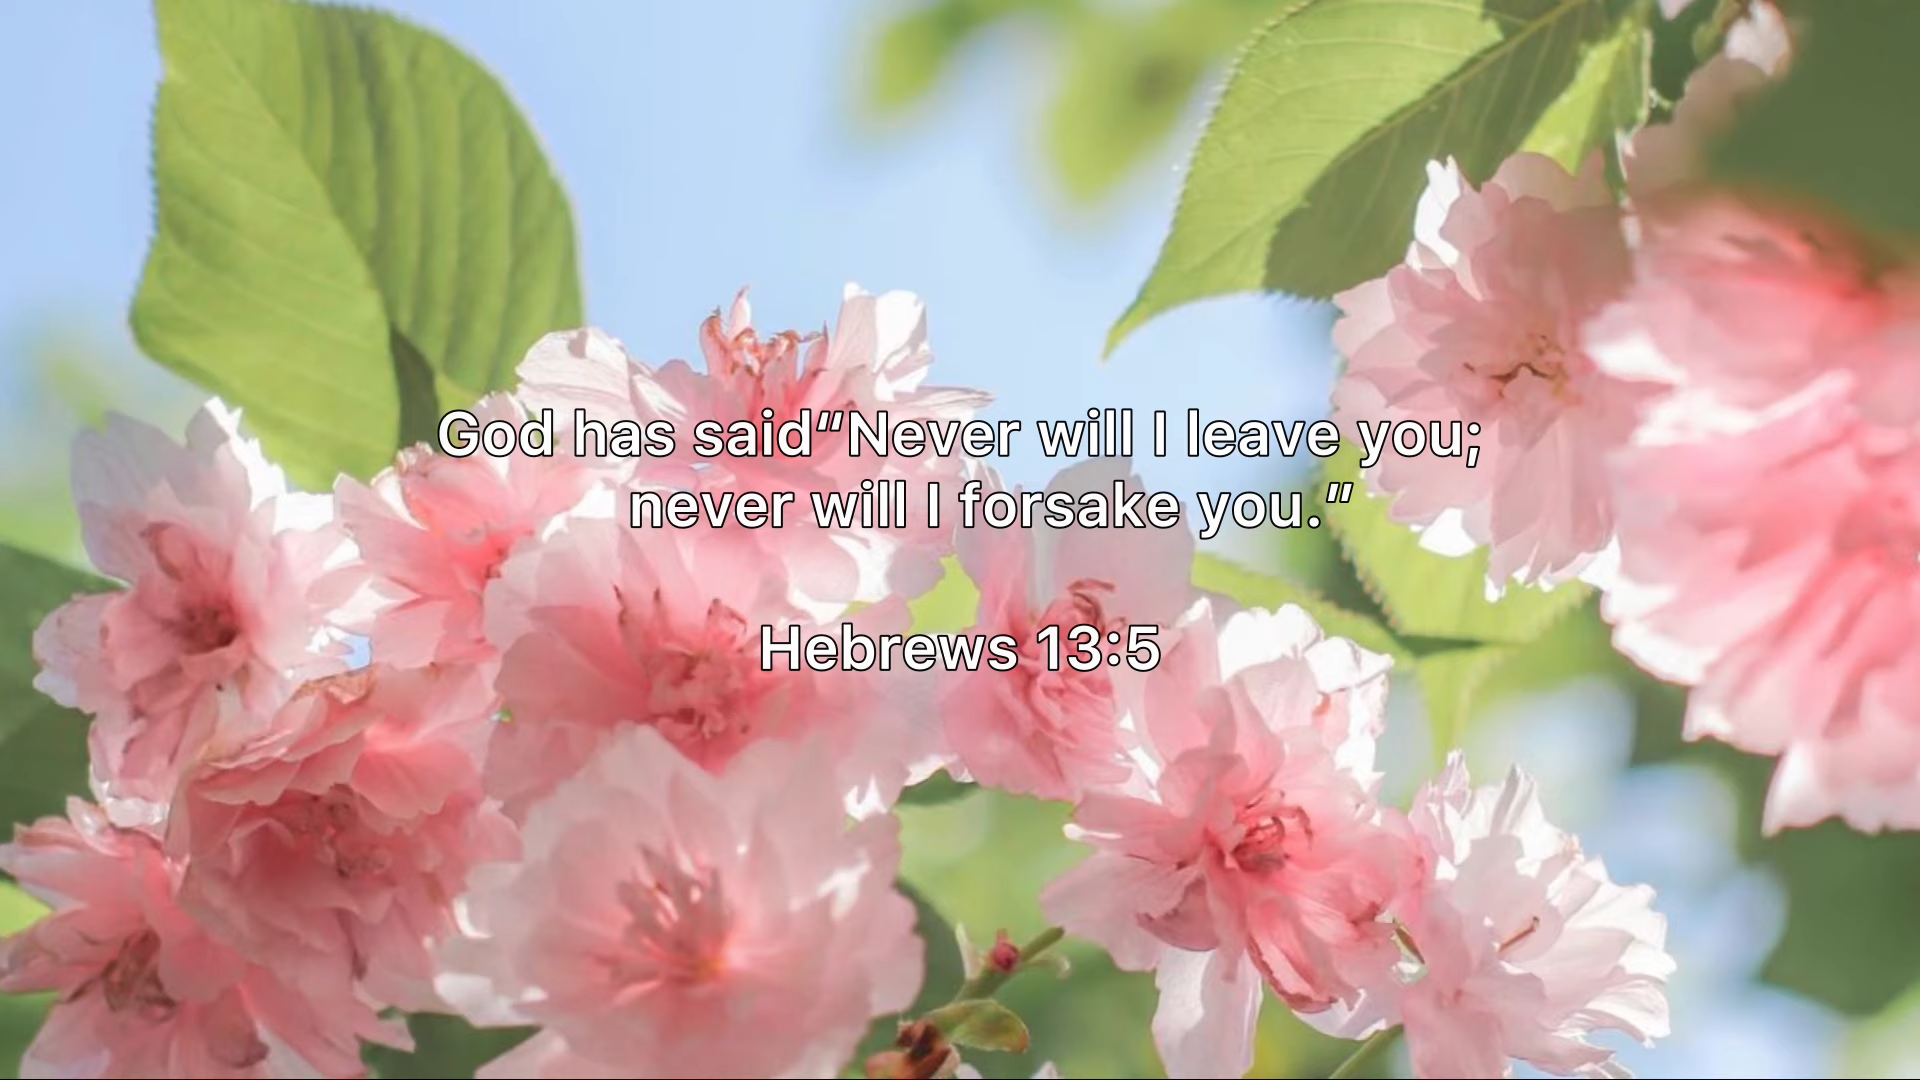 God has said“Never will I leave you;
never will I forsake you.”
Hebrews 13:5